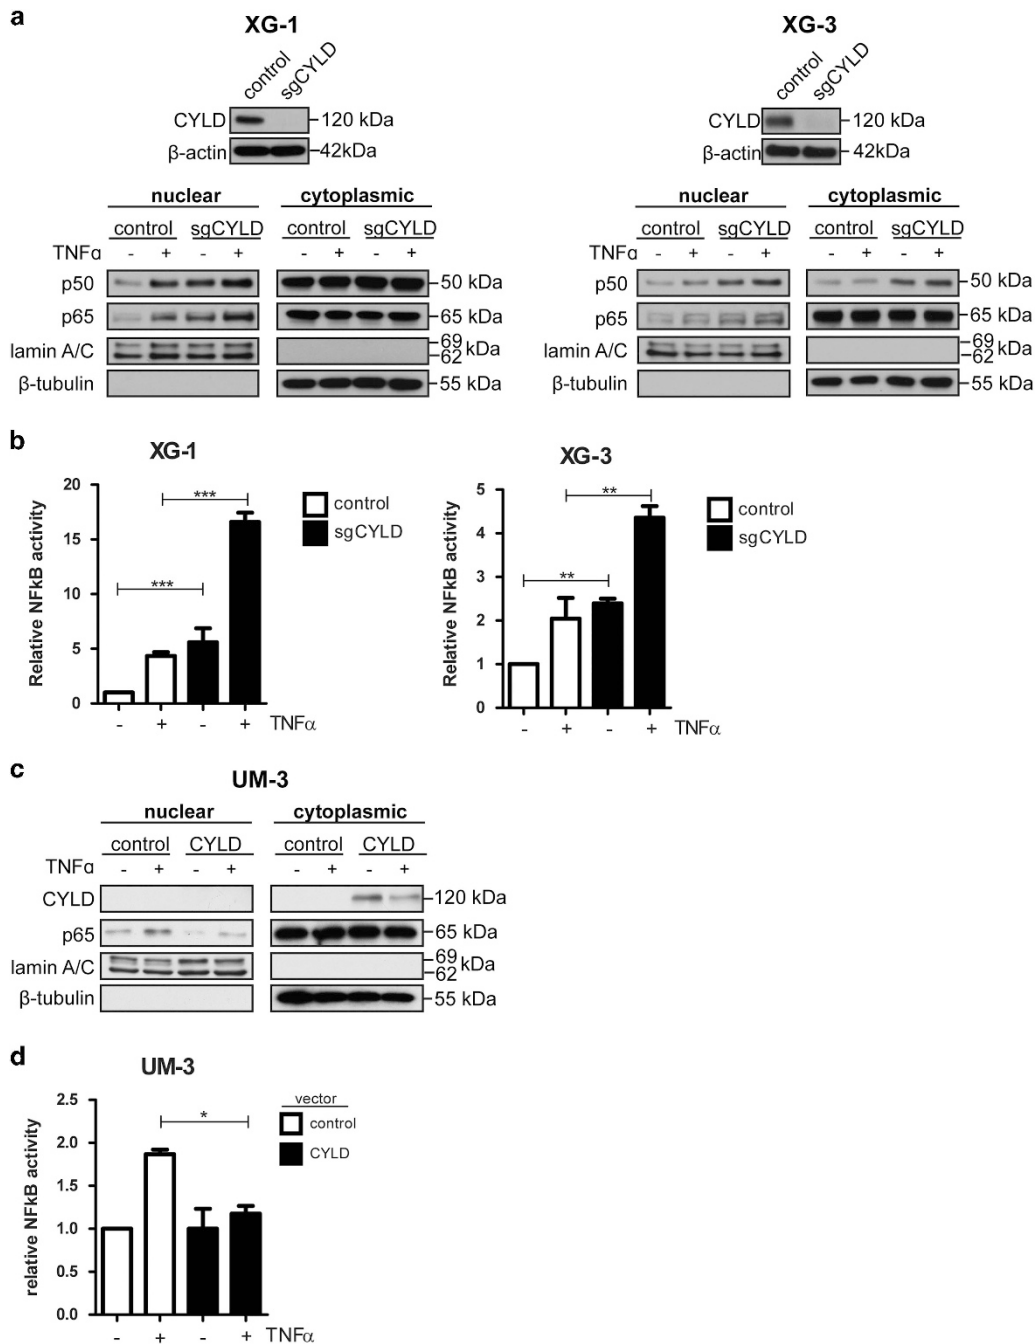 a
XG-1
control sgCYLD
CYLD 120 kDa
β-actin 42kDa
nuclear cytoplasmic
control sgCYLD control sgCYLD
TNFα - + - + - + - +
p50 50 kDa
p65 65 kDa
lamin A/C 69 62 kDa
β-tubulin 55 kDa
XG-3
control sgCYLD
CYLD 120 kDa
β-actin 42kDa
nuclear cytoplasmic
control sgCYLD control sgCYLD
TNFα - + - + - + - +
p50 50 kDa
p65 65 kDa
lamin A/C 69 62 kDa
β-tubulin 55 kDa
b
XG-1
Relative NFkB activity
20
15
10
5
0
*** ***
control
sgCYLD
- + - + TNFα
XG-3
Relative NFkB activity
5
4
3
2
1
0
** **
control
sgCYLD
- + - + TNFα
c
UM-3
nuclear cytoplasmic
control CYLD control CYLD
TNFα - + - + - + - +
CYLD 120 kDa
p65 65 kDa
lamin A/C 69 62 kDa
β-tubulin 55 kDa
d
UM-3
relative NFkB activity
2.5
2.0
1.5
1.0
0.5
0.0
*
vector
control
CYLD
- + - + TNFα